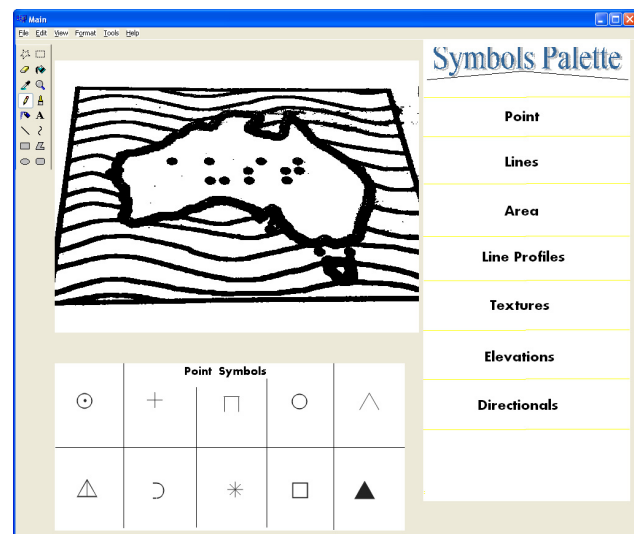 Main
File Edit View Format Tools Help
A
Symbols Palette
Point
Lines
Area
Line Profiles
Textures
Elevations
Directionals
Point Symbols